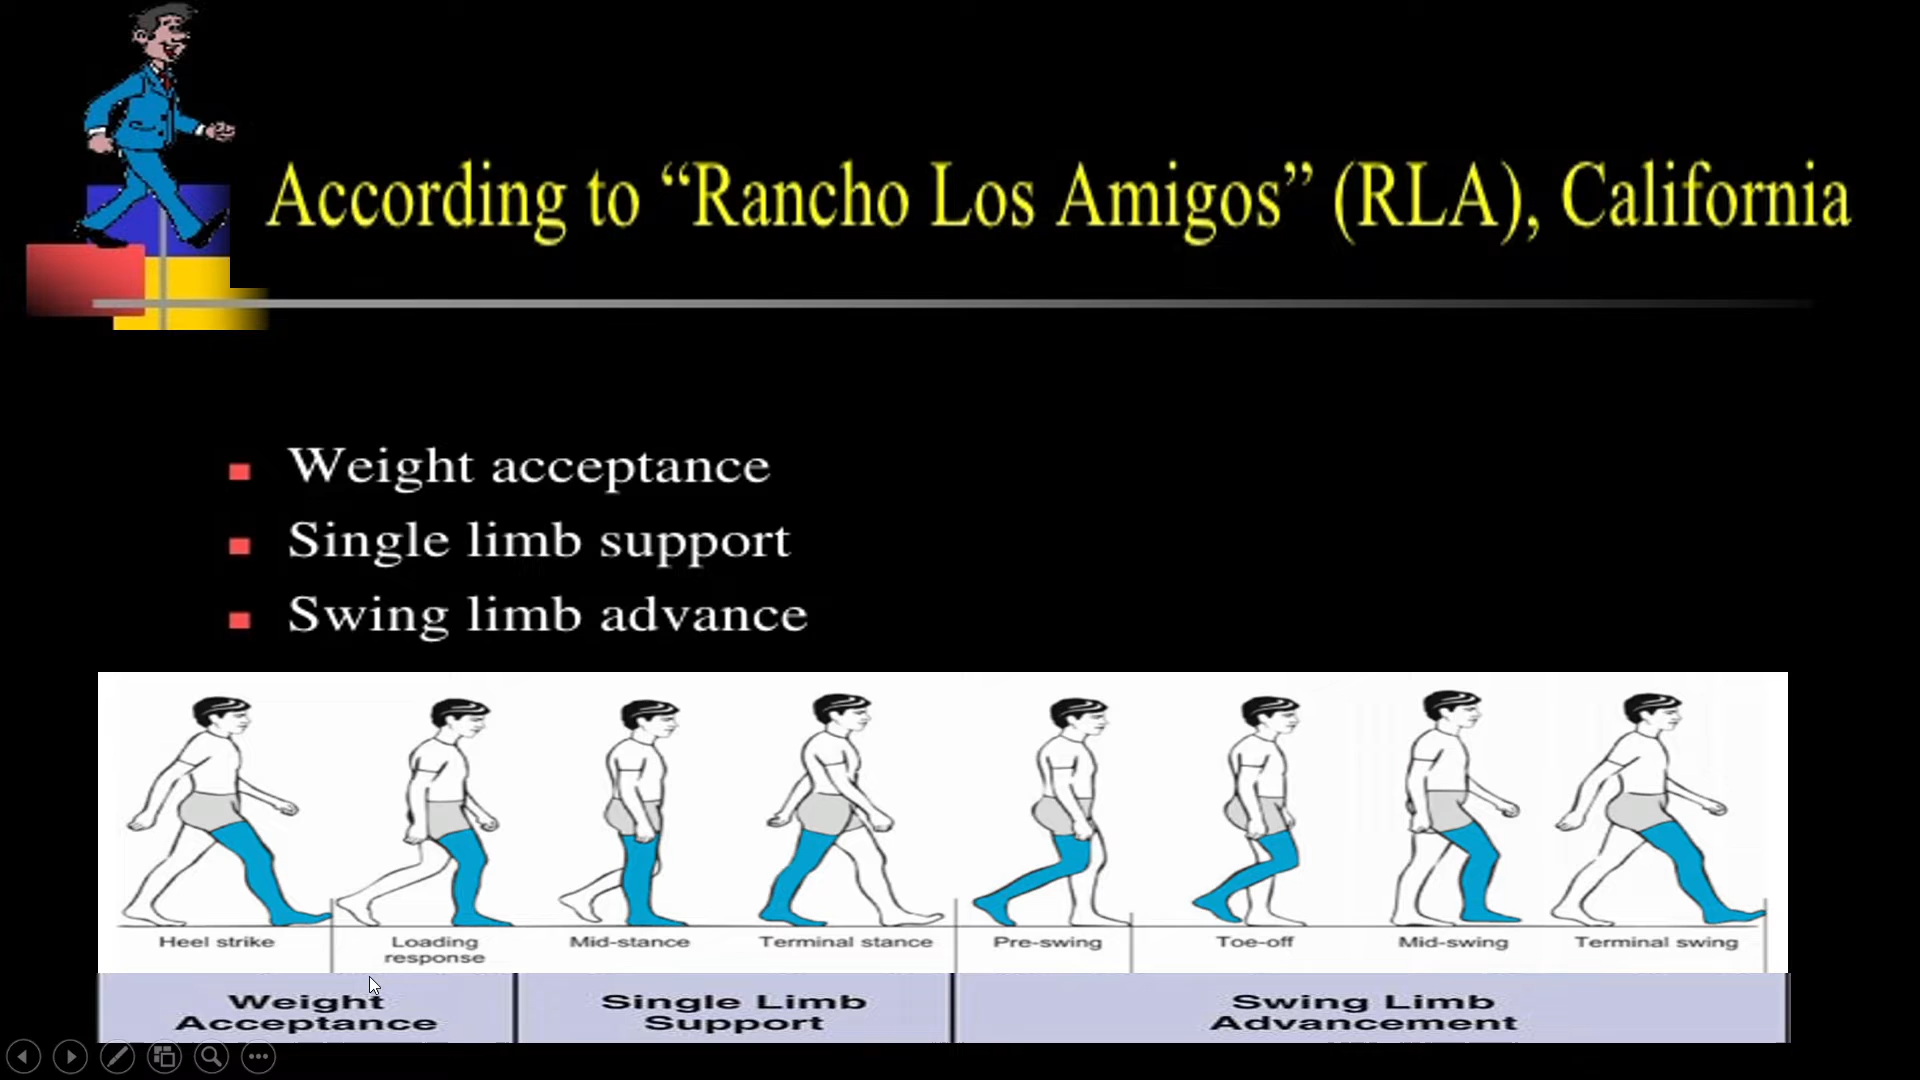 According to “Rancho Los Amigos” (RLA), California
Weight acceptance
Single limb support
Swing limb advance
Heel strike
Loading
response
Mid-stance
Terminal stance
Pre-swing
Toe-off
Mid-swing
Terminal swing
Weight
Acceptance
Single Limb
Support
Swing Limb
Advancement